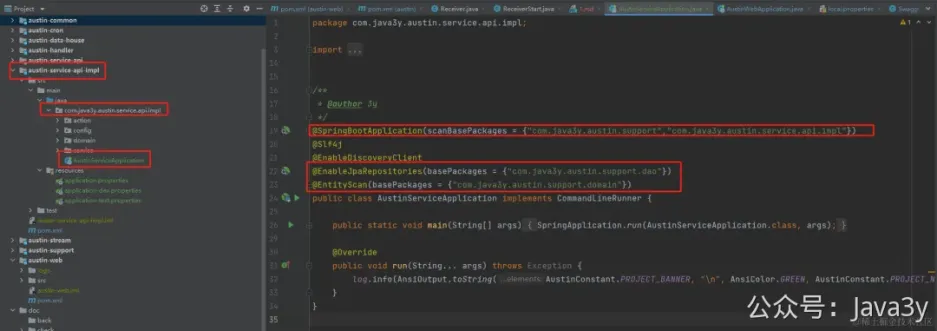 Project
pom.xml (austin-web)
pom.xml (austin)
Receiver.java
ReceiverStart.java
1.md
AustinServiceApplication.java
AustinWebApplication.java
local.properties
Swagg
austin-common
austin-cron
austin-data-house
austin-handler
austin-service-api
austin-service-api-impl
src
main
java
com.java3y.austin.service.api.impl
action
config
domain
AustinServiceApplication
resources
application.properties
application-dev.properties
application-test.properties
test
austin-service-api-impl.iml
pom.xml
austin-stream
austin-support
austin-web
logs
src
austin-web.iml
pom.xml
doc
package com.java3y.austin.service.api.impl;
import ...
/**
* @author 3y
*/
@SpringBootApplication(scanBasePackages = {"com.java3y.austin.support","com.java3y.austin.service.api.impl"})
@Slf4j
@EnableDiscoveryClient
@EnableJpaRepositories(basePackages = {"com.java3y.austin.support.dao"})
@EntityScan(basePackages = {"com.java3y.austin.support.domain"})
public class AustinServiceApplication implements CommandLineRunner {
public static void main(String[] args) { SpringApplication.run(AustinServiceApplication.class, args); }
@Override
public void run(String... args) throws Exception {
log.info(AnsiOutput.toString( ...elements: AustinConstant.PROJECT_BANNER, "\n", AnsiColor.GREEN, AustinConstant.PROJECT_N
}
}
公众号：Java3y
@稀土掘金技术社区